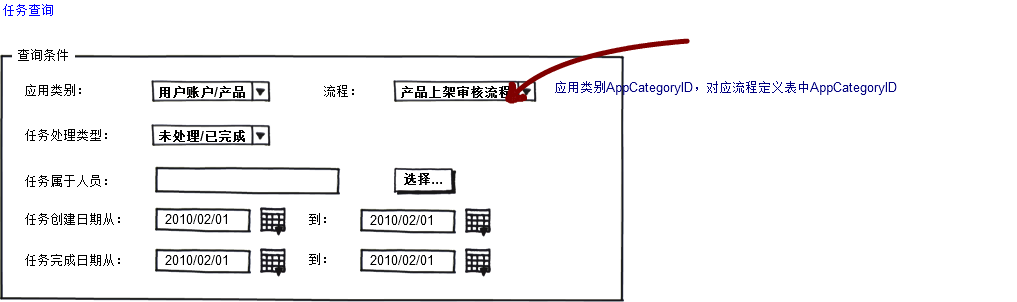 任务查询
查询条件
应用类别： 用户账户/产品 流程： 产品上架审核流程 应用类别AppCategoryID，对应流程定义表中AppCategoryID
任务处理类型： 未处理/已完成
任务属于人员： 选择...
任务创建日期从： 2010/02/01 到： 2010/02/01
任务完成日期从： 2010/02/01 到： 2010/02/01